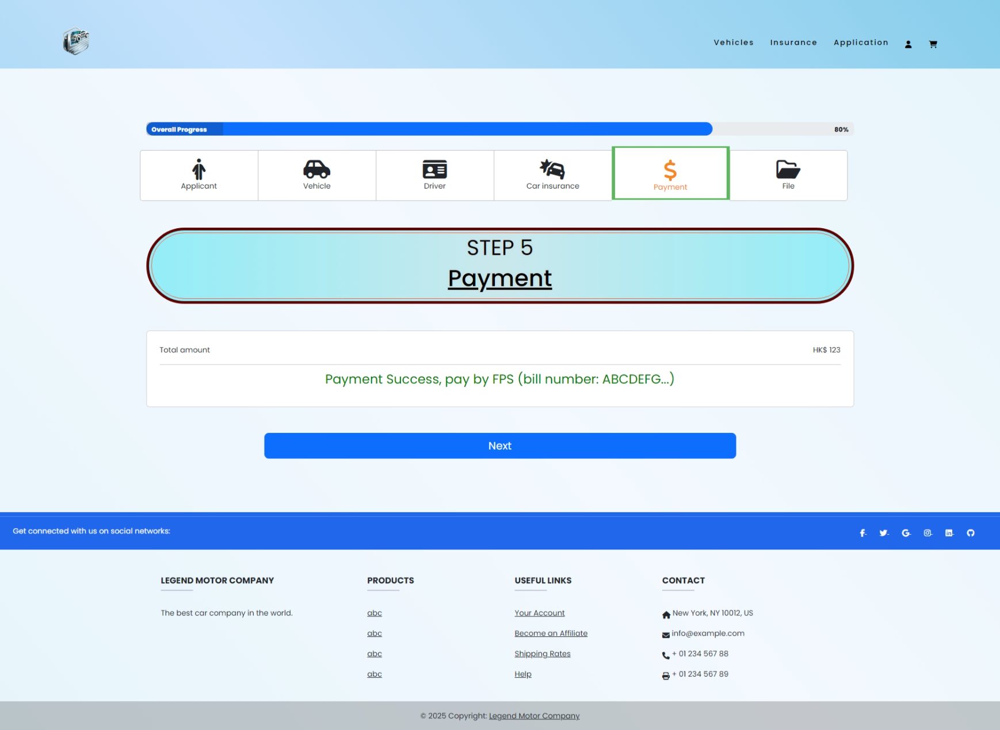 Vehicles Insurance Application
Overall Progress 80%
Applicant Vehicle Driver Car insurance Payment File
STEP 5
Payment
Total amount HK$ 123
Payment Success, pay by FPS (bill number: ABCDEFG...)
Next
Get connected with us on social networks:
LEGEND MOTOR COMPANY
The best car company in the world.
PRODUCTS
abc
abc
abc
abc
USEFUL LINKS
Your Account
Become an Affiliate
Shipping Rates
Help
CONTACT
New York, NY 10012, US
info@example.com
+ 01 234 567 88
+ 01 234 567 89
© 2025 Copyright: Legend Motor Company